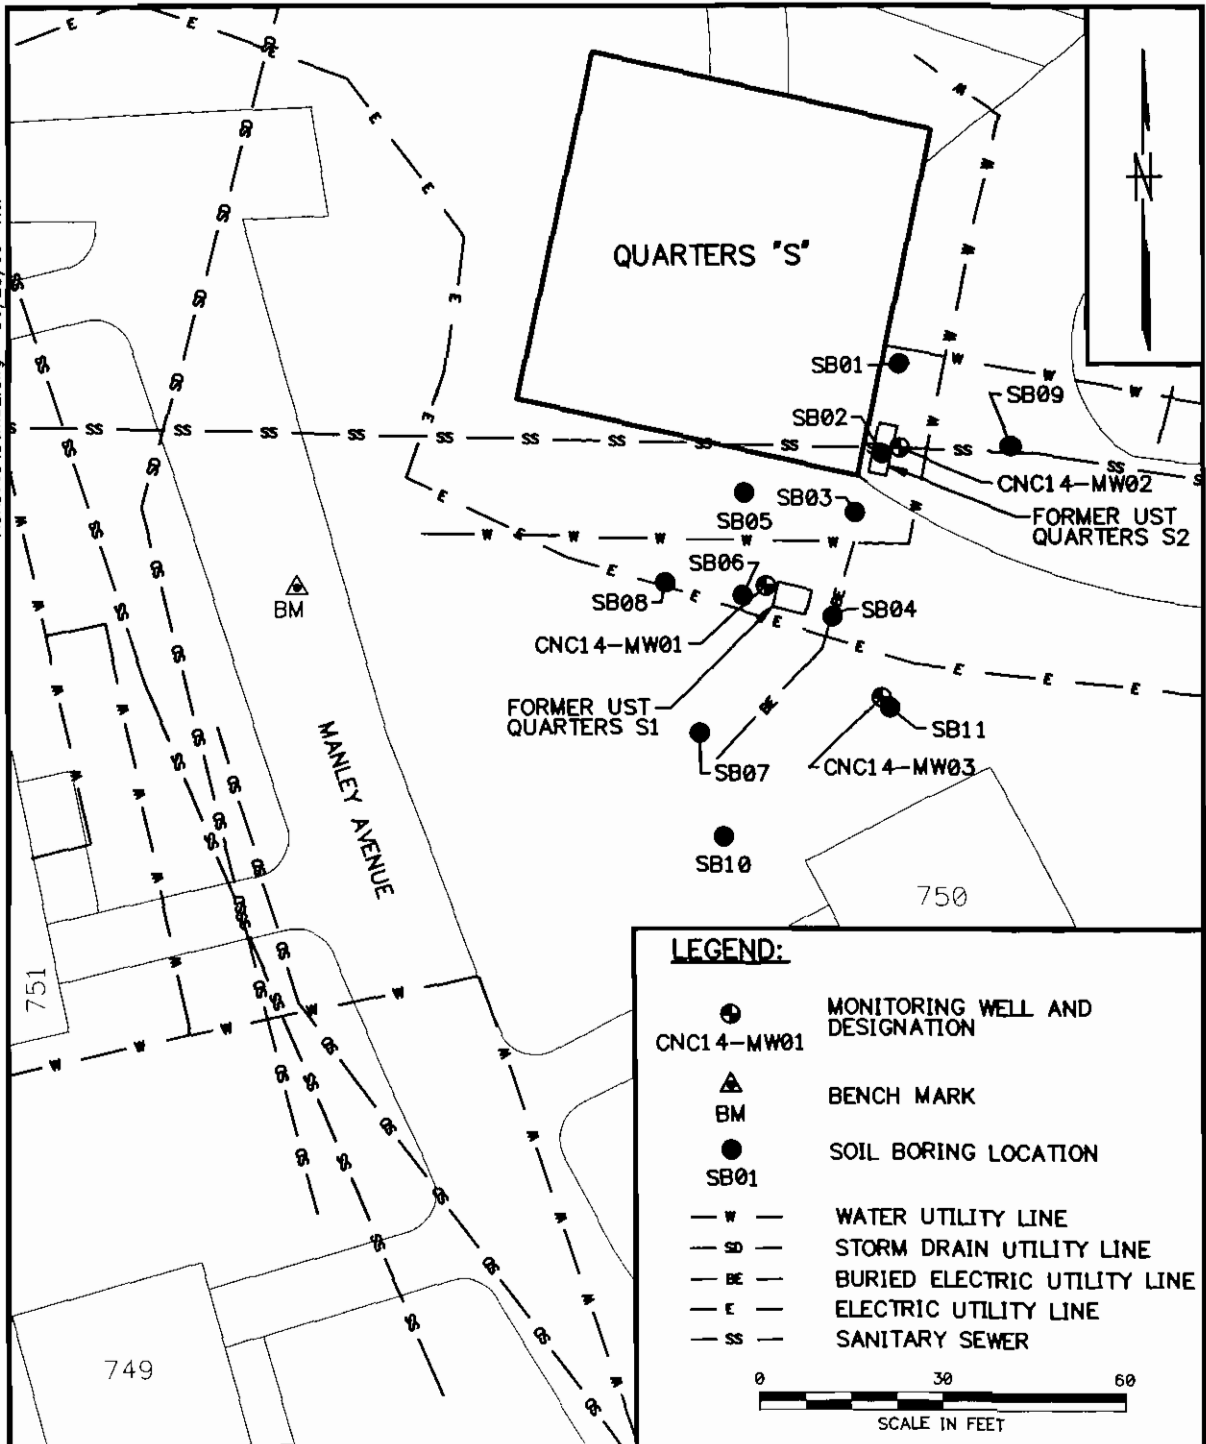 QUARTERS "S"
SB01
SB09
SB02
CNC14-MW02
SB03
SB05
FORMER UST
QUARTERS S2
SB06
SB08
SB04
BM
CNC14-MW01
FORMER UST
QUARTERS S1
SB11
SB07
CNC14-MW03
MANLEY AVENUE
SB10
750
751
749
LEGEND:
CNC14-MW01
MONITORING WELL AND
DESIGNATION
BM
BENCH MARK
SB01
SOIL BORING LOCATION
W WATER UTILITY LINE
SD STORM DRAIN UTILITY LINE
BE BURIED ELECTRIC UTILITY LINE
E ELECTRIC UTILITY LINE
SS SANITARY SEWER
0 30 60
SCALE IN FEET
N